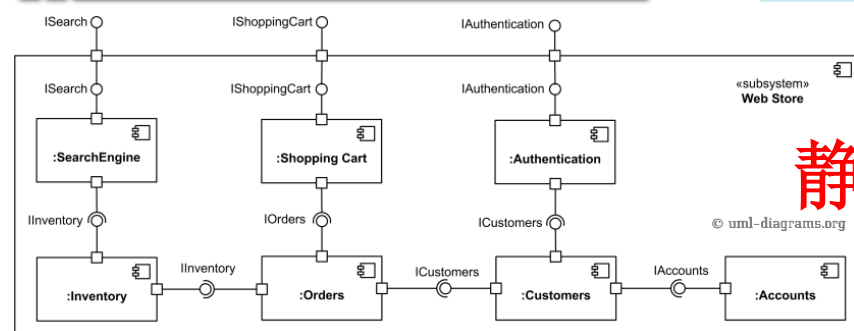 ISearch
IShoppingCart
IAuthentication
ISearch
IShoppingCart
IAuthentication
«subsystem»
Web Store
:SearchEngine
:Shopping Cart
:Authentication
静
IInventory
IOrders
ICustomers
© uml-diagrams.org
IInventory
ICustomers
IAccounts
:Inventory
:Orders
:Customers
:Accounts